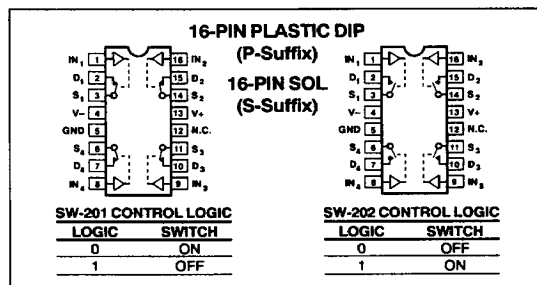 16-PIN PLASTIC DIP
(P-Suffix)
16-PIN SOL
(S-Suffix)
IN1 1 16 IN2
D1 2 15 D2
S1 3 14 S2
V- 4 13 V+
GND 5 12 N.C.
S4 6 11 S3
D4 7 10 D3
IN4 8 9 IN3
SW-201 CONTROL LOGIC
LOGIC SWITCH
0 ON
1 OFF
IN1 1 16 IN2
D1 2 15 D2
S1 3 14 S2
V- 4 13 V+
GND 5 12 N.C.
S4 6 11 S3
D4 7 10 D3
IN4 8 9 IN3
SW-202 CONTROL LOGIC
LOGIC SWITCH
0 OFF
1 ON